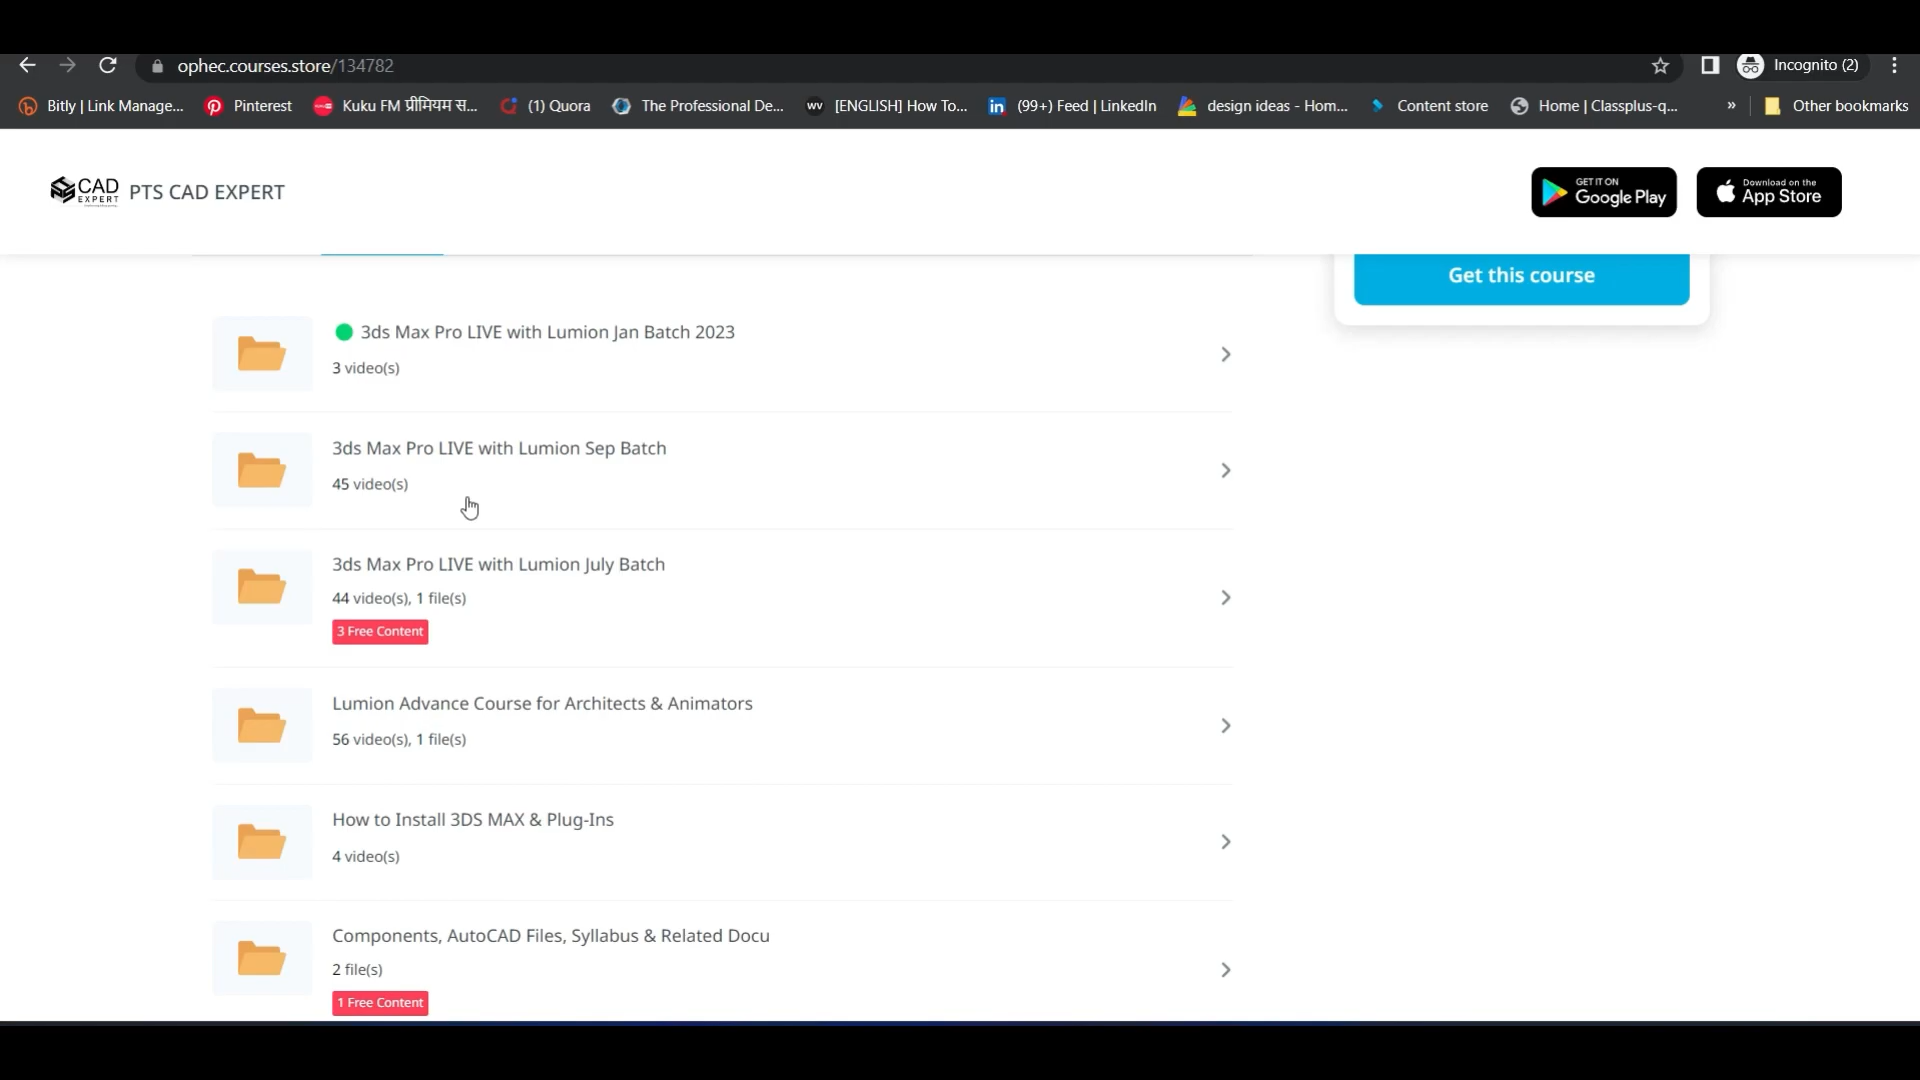 ophec.courses.store/134782
Incognito (2)
Bitly | Link Manage...
Pinterest
Kuku FM प्रीमियम स...
(1) Quora
The Professional De...
WV
[ENGLISH] How To...
in
(99+) Feed | LinkedIn
design ideas - Hom...
Content store
Home | Classplus-q...
»
Other bookmarks
CAD
EXPERT
PTS CAD EXPERT
GET IT ON
Google Play
Download on the
App Store
Get this course
3ds Max Pro LIVE with Lumion Jan Batch 2023
3 video(s)
3ds Max Pro LIVE with Lumion Sep Batch
45 video(s)
3ds Max Pro LIVE with Lumion July Batch
44 video(s), 1 file(s)
3 Free Content
Lumion Advance Course for Architects & Animators
56 video(s), 1 file(s)
How to Install 3DS MAX & Plug-Ins
4 video(s)
Components, AutoCAD Files, Syllabus & Related Docu
2 file(s)
1 Free Content